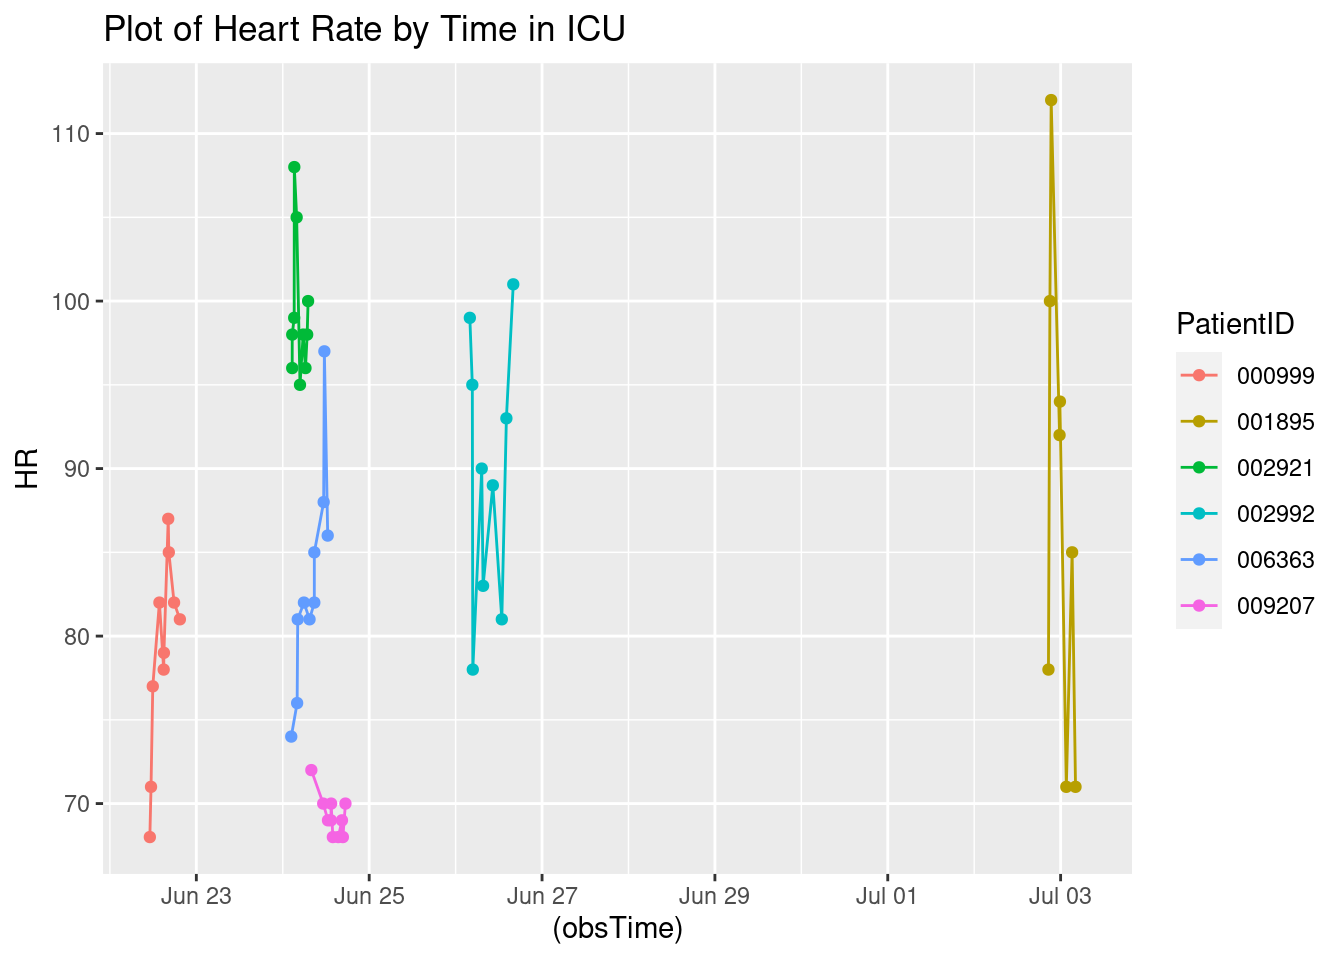 Plot of Heart Rate by Time in ICU
110
100
90
80
70
HR
Jun 23
Jun 25
Jun 27
Jun 29
Jul 01
Jul 03
(obsTime)
PatientID
000999
001895
002921
002992
006363
009207